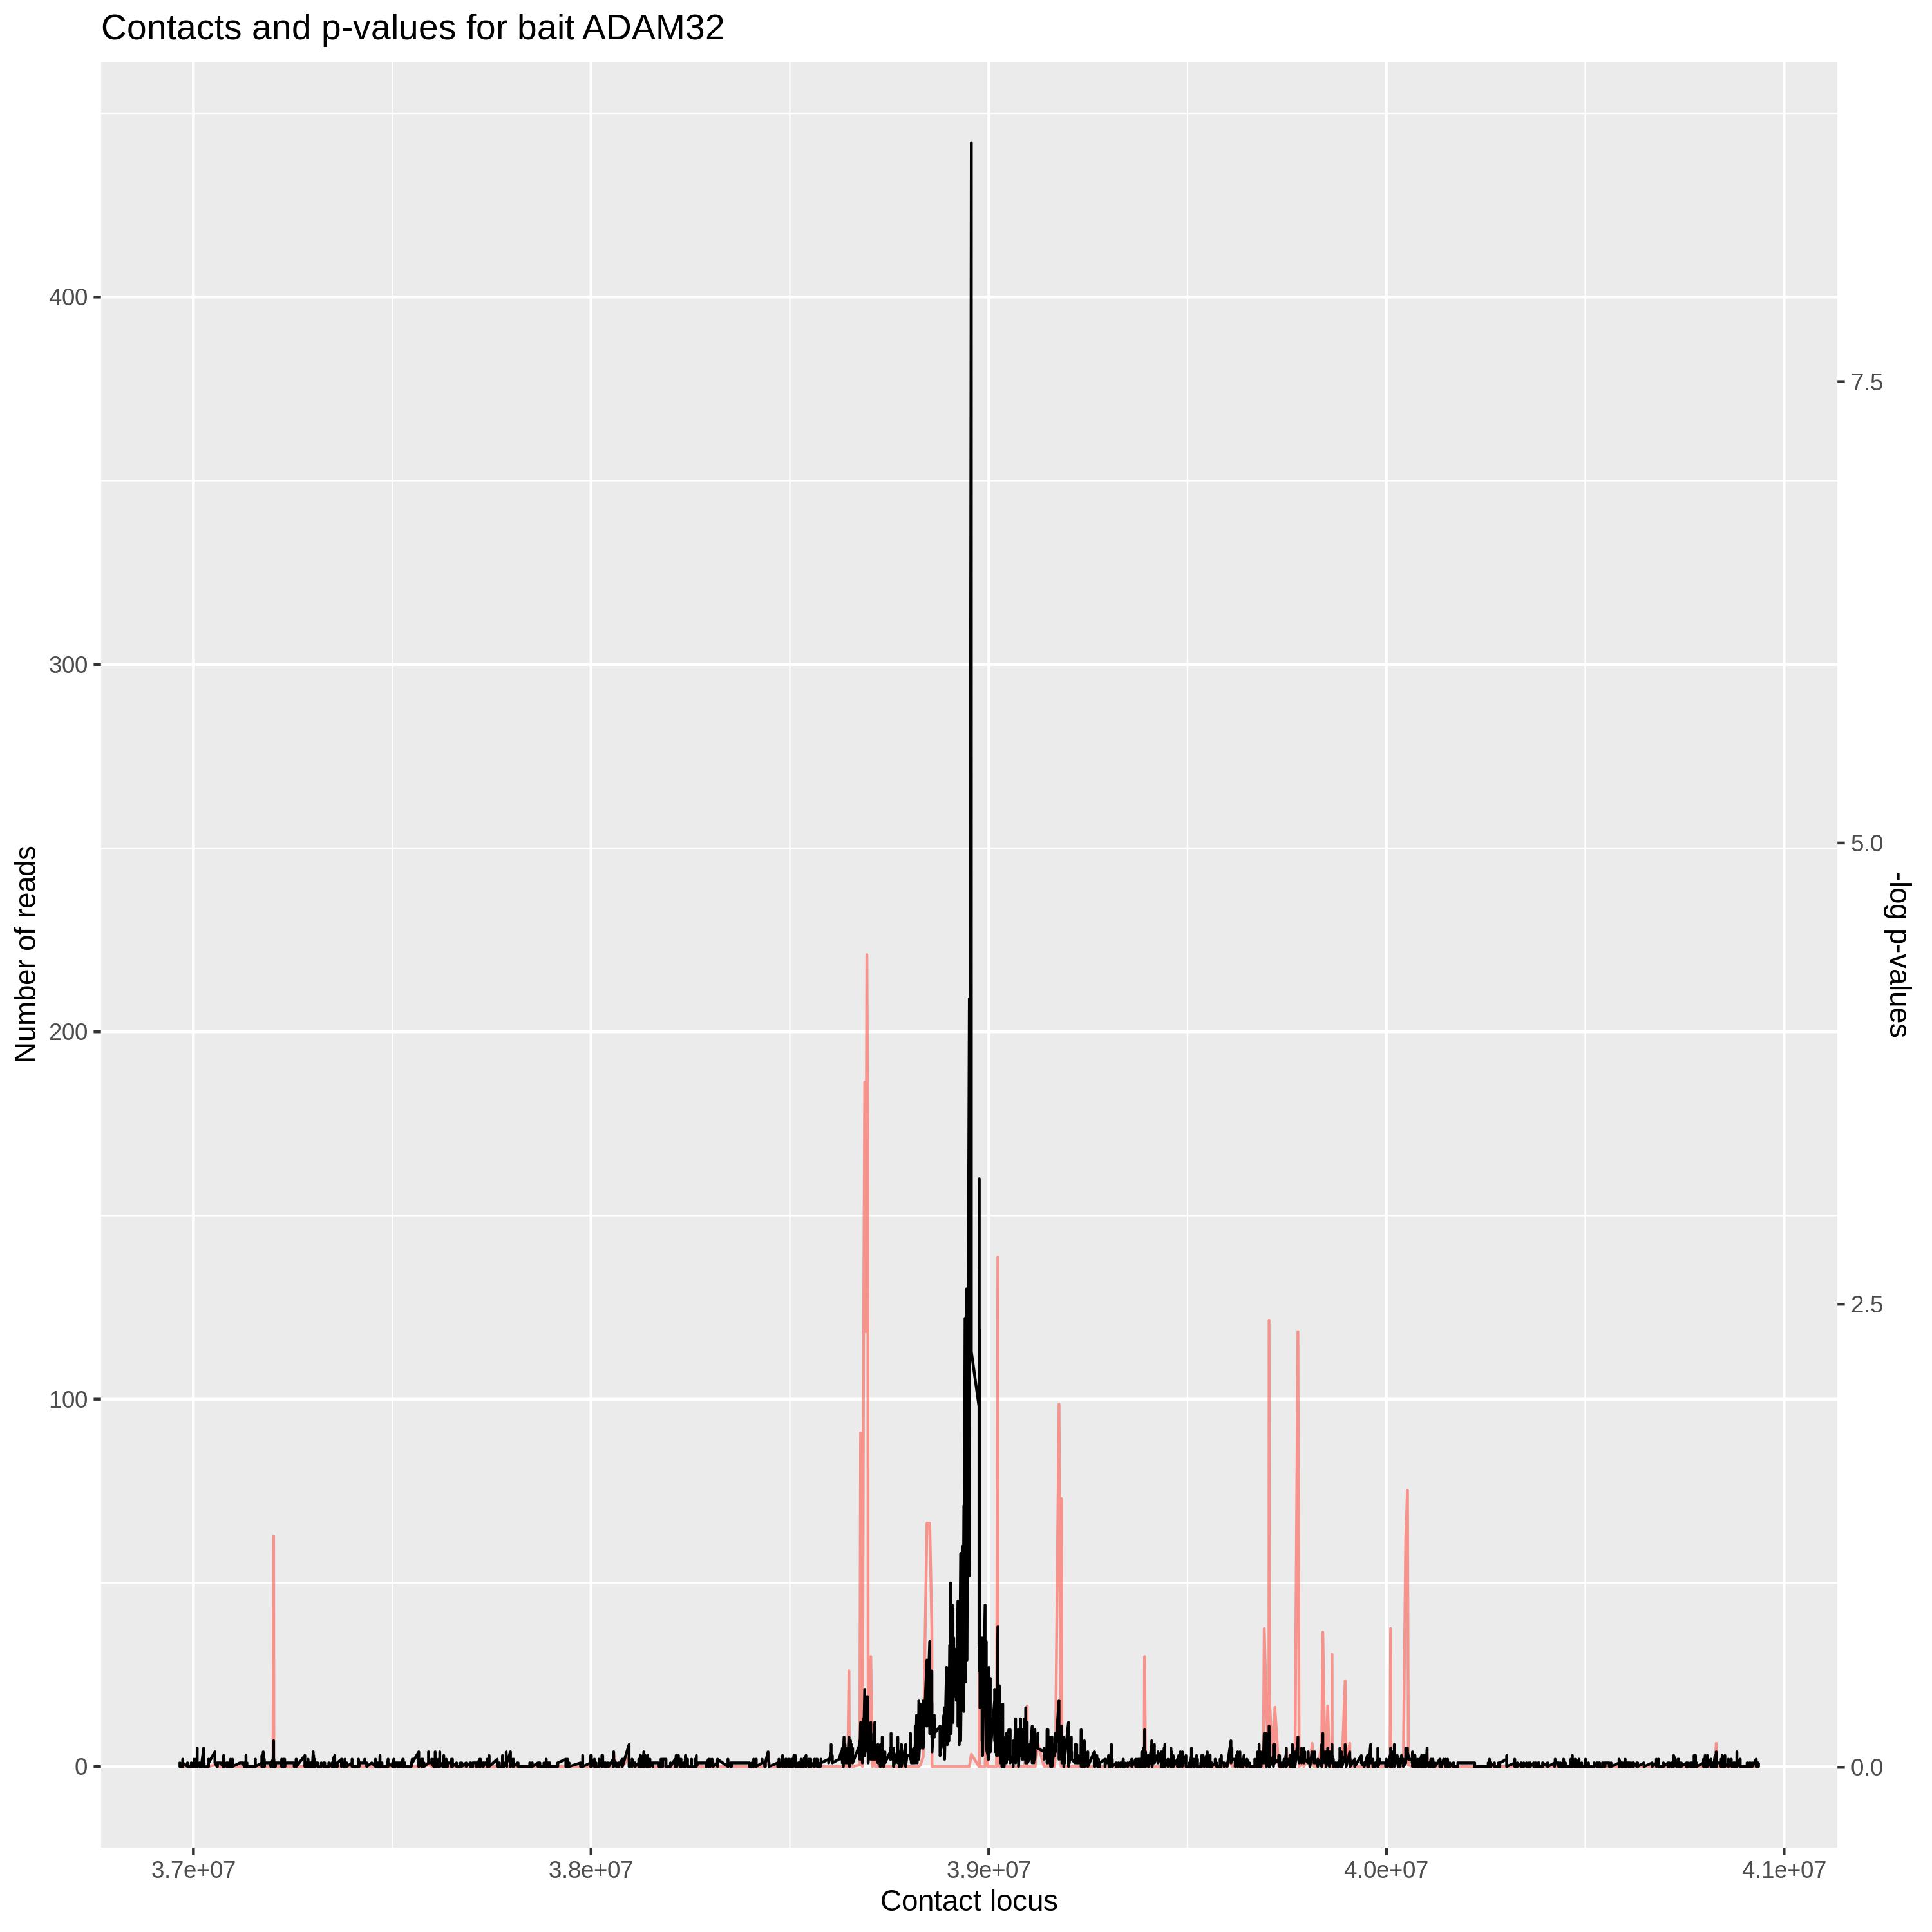 Contacts and p-values for bait ADAM32
Number of reads
400
300
200
100
0
7.5
5.0
2.5
0.0
-log p-values
3.7e+07 3.8e+07 3.9e+07 4.0e+07 4.1e+07
Contact locus